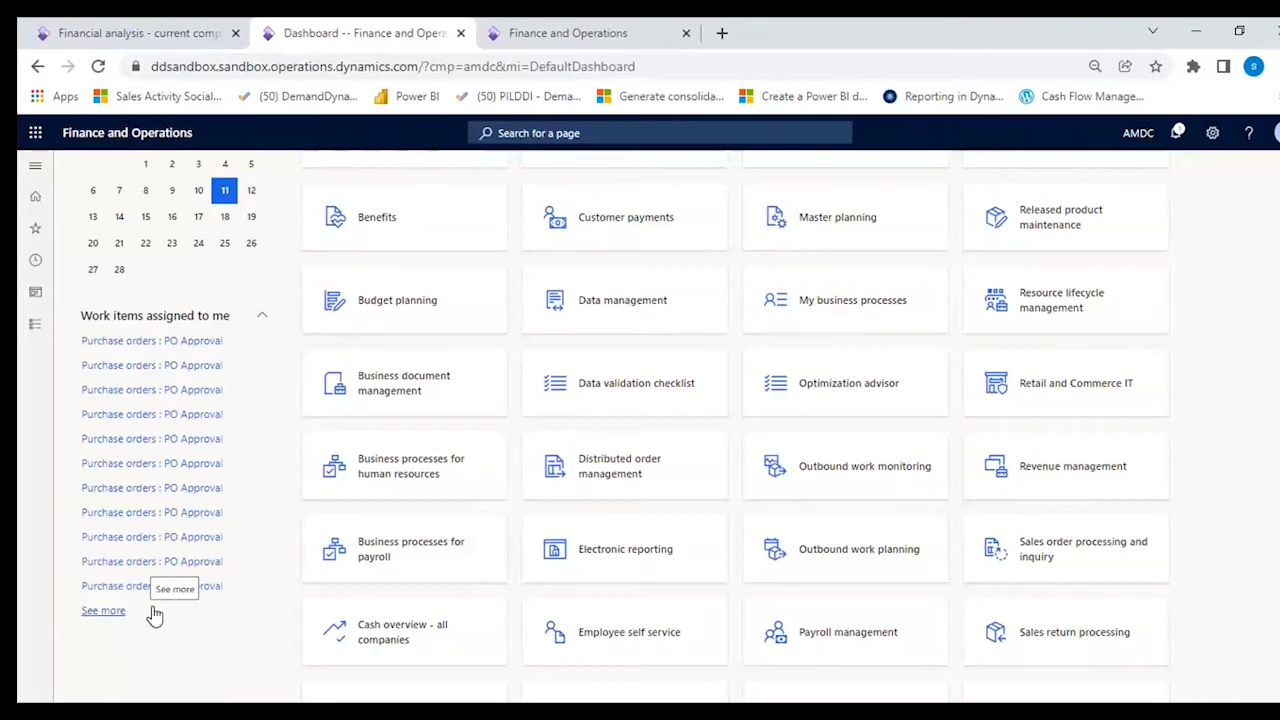 Financial analysis - current comp
Dashboard -- Finance and Opera
Finance and Operations
ddsandbox.sandbox.operations.dynamics.com/?cmp=amdc&mi=DefaultDashboard
S
Apps
Sales Activity Social...
(50) DemandDyna...
Power BI
(50) PILDDI - Dema...
Generate consolida...
Create a Power BI d...
Reporting in Dyna...
Cash Flow Manage...
Finance and Operations
Search for a page
AMDC
1
?
1 2 3 4 5
6 7 8 9 10 11 12
13 14 15 16 17 18 19
20 21 22 23 24 25 26
27 28
Work items assigned to me
Purchase orders : PO Approval
Purchase orders : PO Approval
Purchase orders : PO Approval
Purchase orders : PO Approval
Purchase orders : PO Approval
Purchase orders : PO Approval
Purchase orders : PO Approval
Purchase orders : PO Approval
Purchase orders : PO Approval
Purchase orders : PO Approval
Purchase order roval
See more
See more
Benefits
Customer payments
Master planning
Released product
maintenance
Budget planning
Data management
My business processes
Resource lifecycle
management
Business document
management
Data validation checklist
Optimization advisor
Retail and Commerce IT
Business processes for
human resources
Distributed order
management
Outbound work monitoring
Revenue management
Business processes for
payroll
Electronic reporting
Outbound work planning
Sales order processing and
inquiry
Cash overview - all
companies
Employee self service
Payroll management
Sales return processing